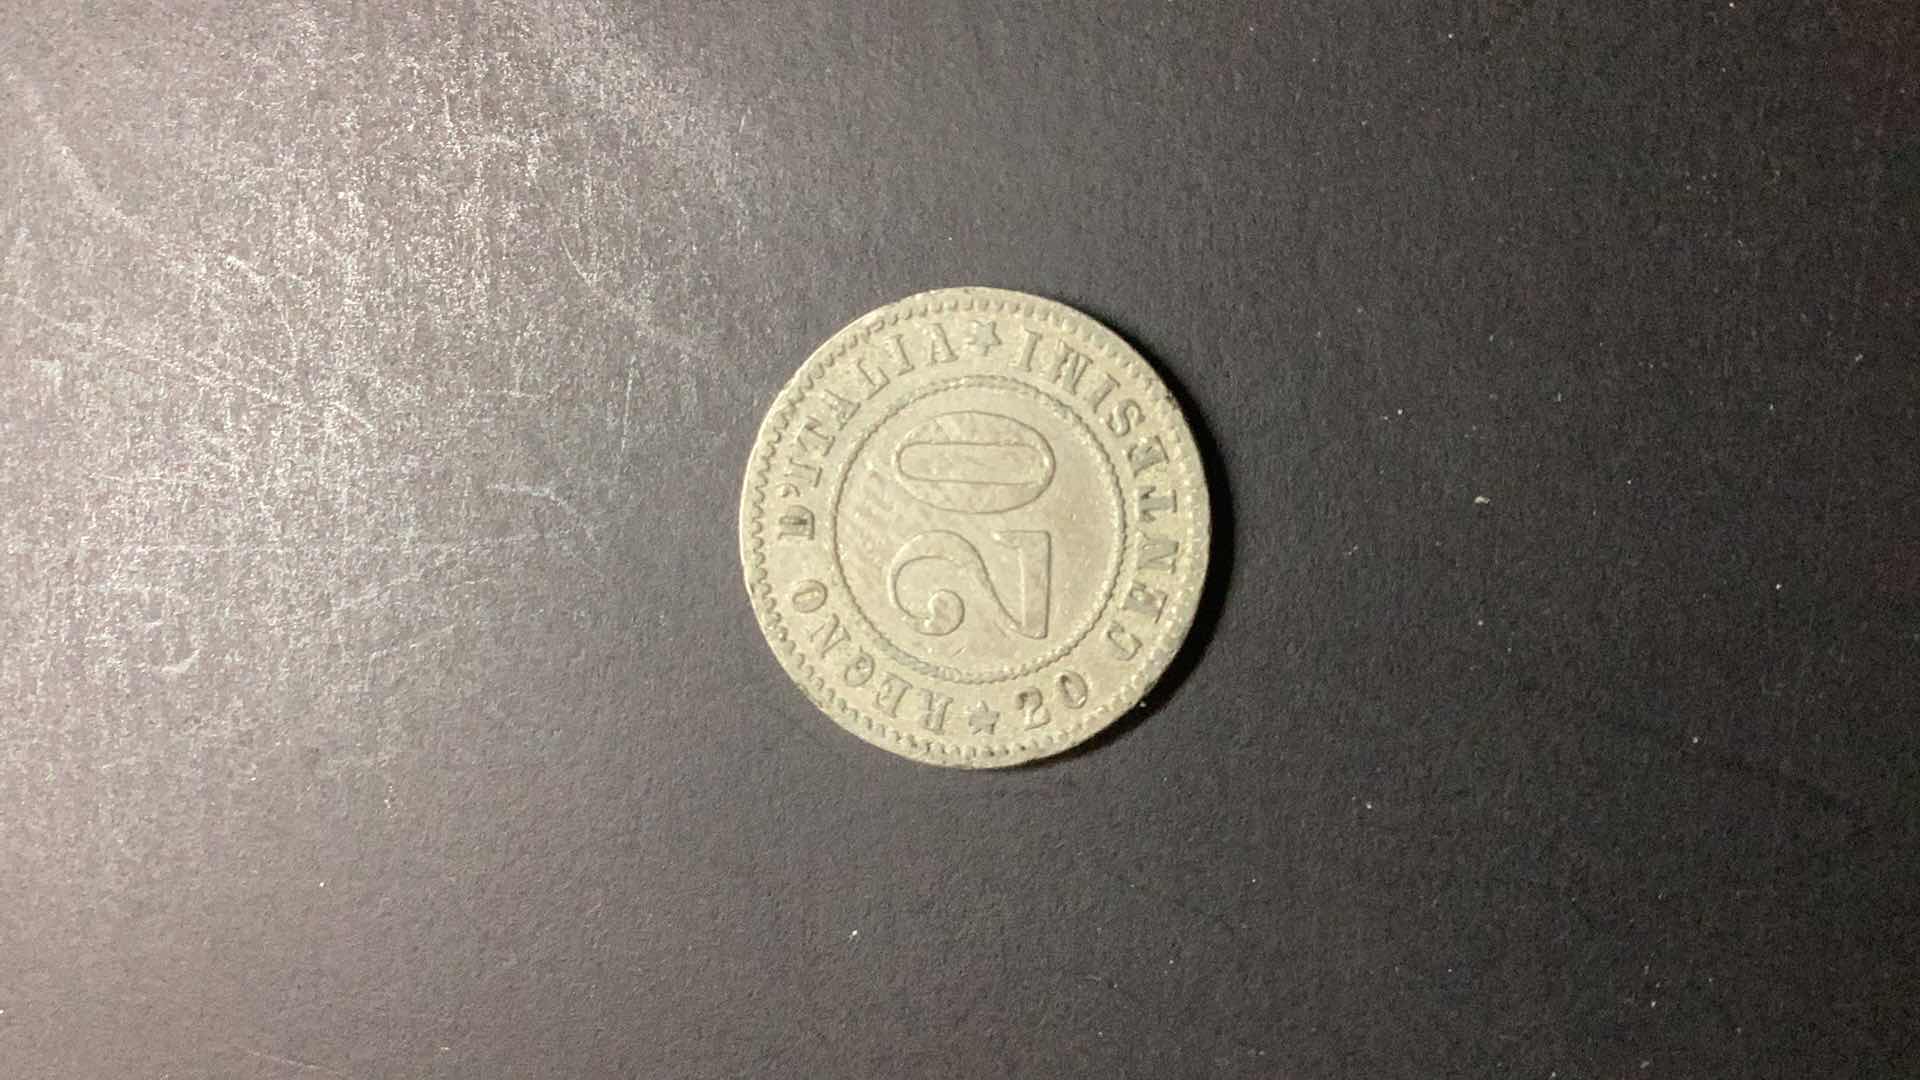 REGNO D'ITALIA
20 CENTESIMI
20